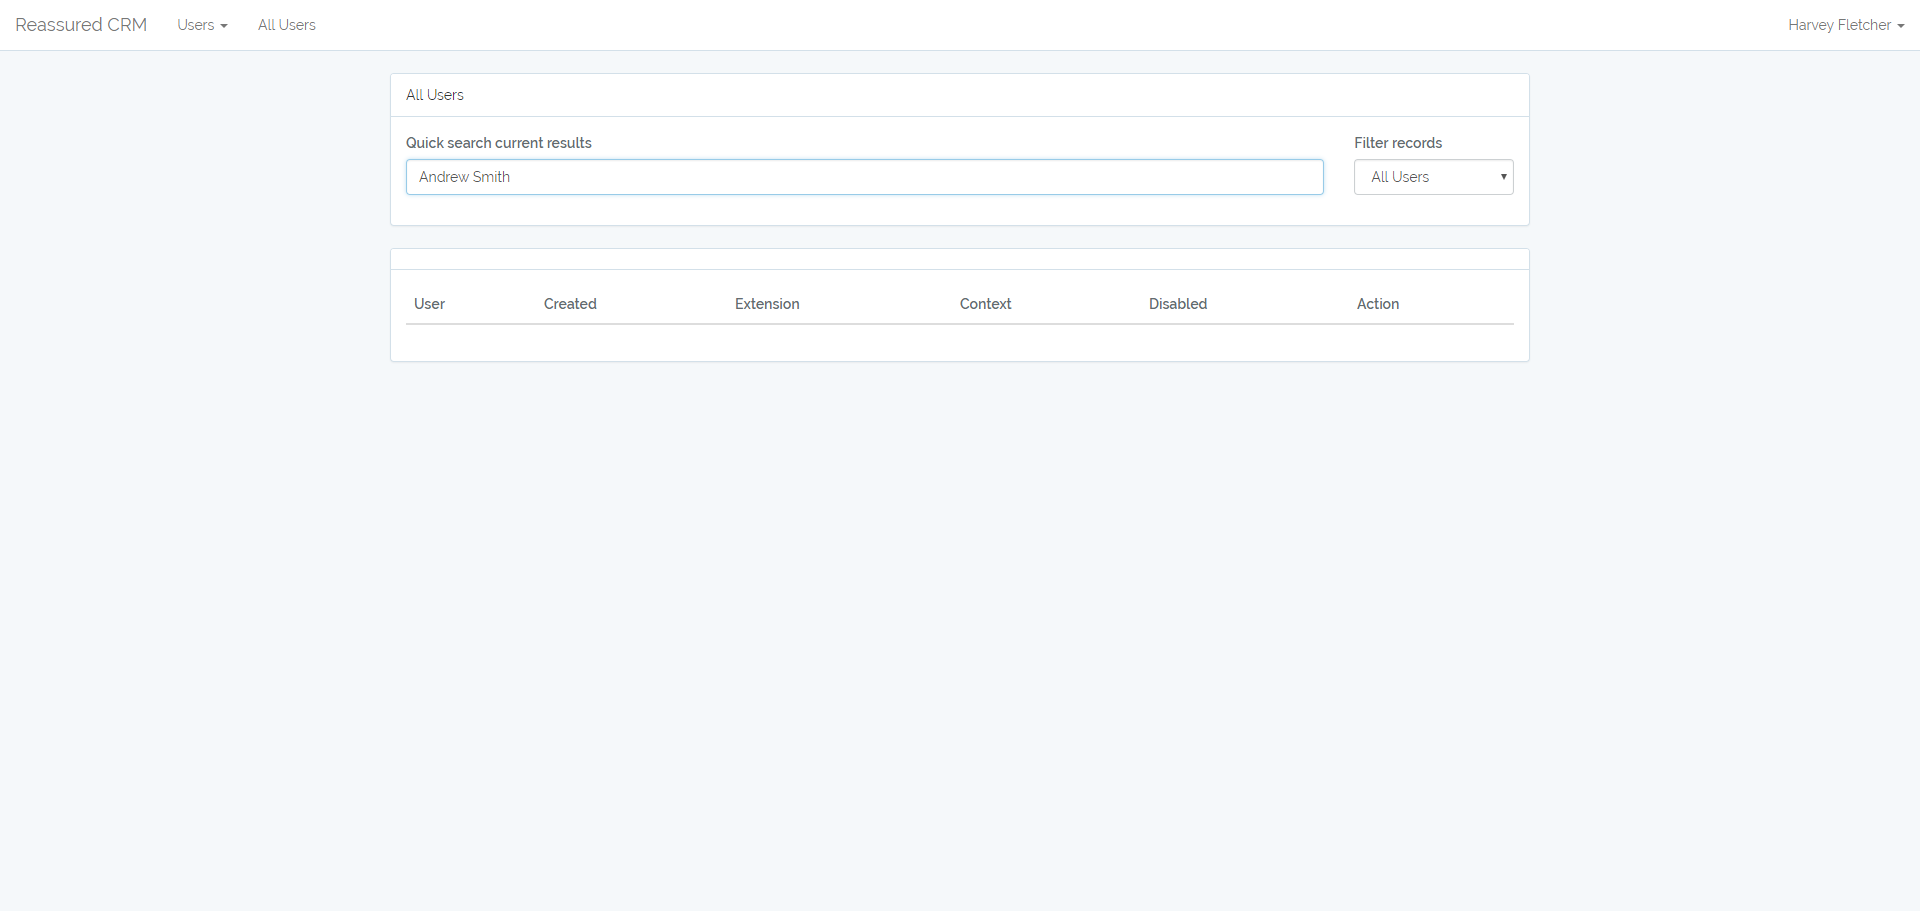 Reassured CRM Users All Users Harvey Fletcher
All Users
Quick search current results Filter records
Andrew Smith All Users
User Created Extension Context Disabled Action